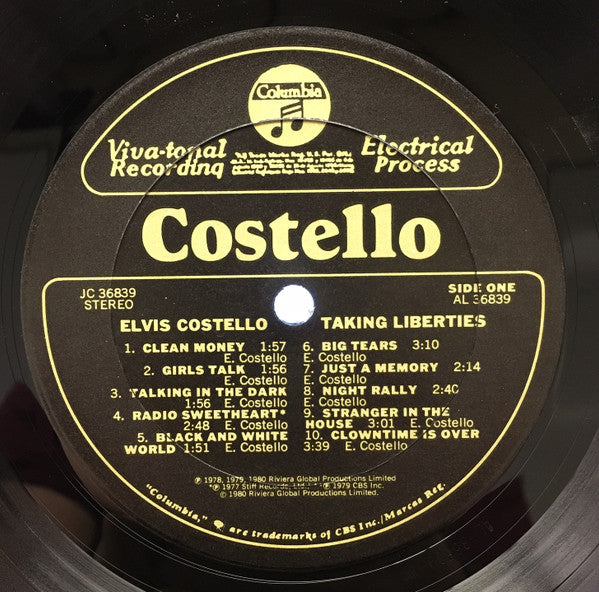 Columbia
Viva-tonal
Recording
Electrical
Process
Costello
JC 36839
STEREO
SIDE ONE
AL 36839
ELVIS COSTELLO
TAKING LIBERTIES
1. CLEAN MONEY 1:57
E. Costello
2. GIRLS TALK 1:56
E. Costello
3. TALKING IN THE DARK
1:56 E. Costello
4. RADIO SWEETHEART*
2:48 E. Costello
5. BLACK AND WHITE
WORLD 1:51 E. Costello
6. BIG TEARS 3:10
E. Costello
7. JUST A MEMORY 2:14
E. Costello
8. NIGHT RALLY 2:40
E. Costello
9. STRANGER IN THE
HOUSE 3:01 E. Costello
10. CLOWNTIME IS OVER
3:39 E. Costello
℗ 1978, 1979, 1980 Riviera Global Productions Limited
*℗ 1977 Stiff Records, Ltd. ℗ 1979 CBS Inc.
© 1980 Riviera Global Productions Limited.
"Columbia," are trademarks of CBS Inc./Marcas Reg.